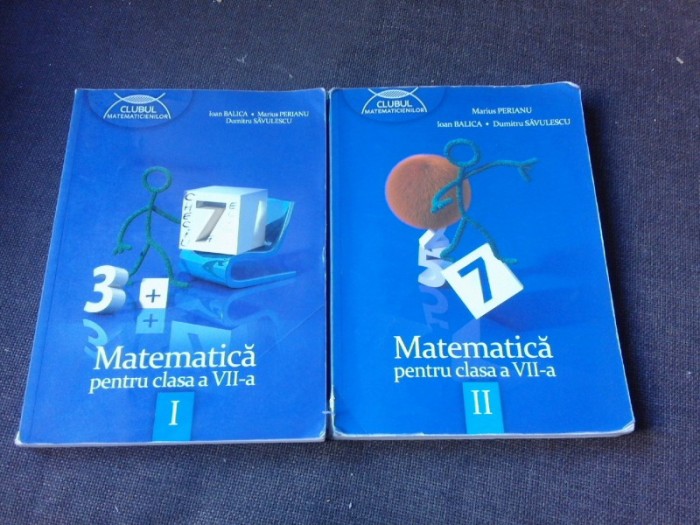 CLUBUL
MATEMATICIENILOR
Ioan BALICA • Marius PERIANU
Dumitru SĂVULESCU
7
3
+
Matematică
pentru clasa a VII-a
I
CLUBUL
MATEMATICIENILOR
Marius PERIANU
Ioan BALICA • Dumitru SĂVULESCU
7
Matematică
pentru clasa a VII-a
II